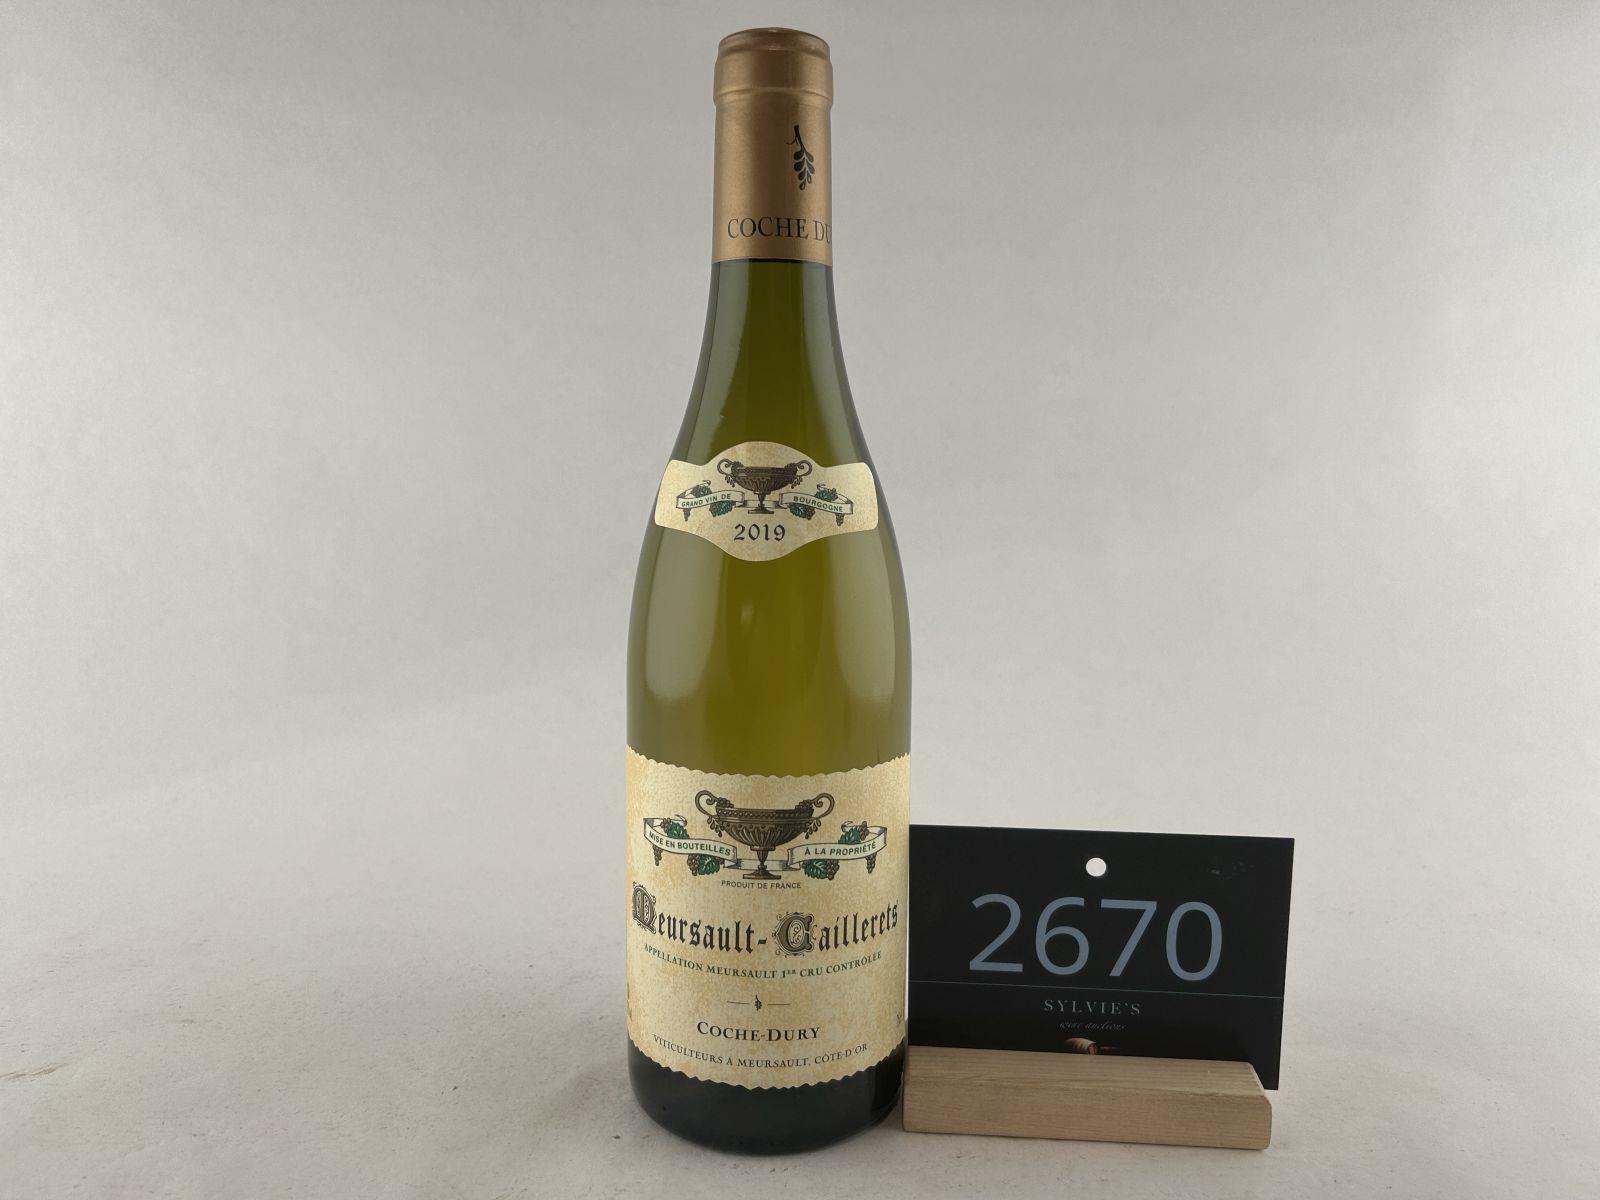 COCHE DU
GRAND VIN DE BOURGOGNE
2019
MISE EN BOUTEILLES À LA PROPRIÉTÉ
PRODUIT DE FRANCE
Meursault-Caillerets
APPELLATION MEURSAULT 1ER CRU CONTRÔLÉE
COCHE-DURY
VITICULTEURS À MEURSAULT, CÔTE-D'OR
2670
SYLVIE'S
wine auctions